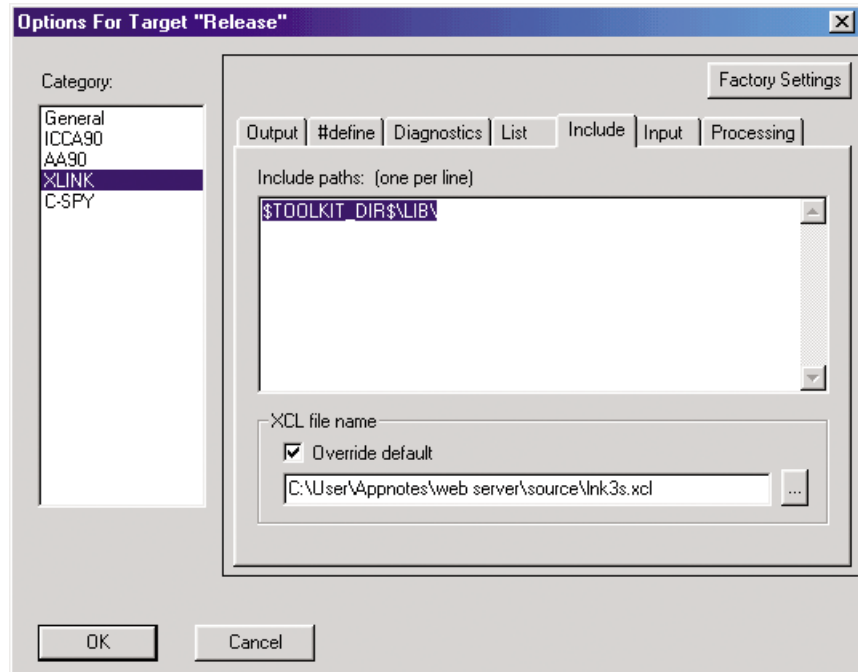 Options For Target "Release"
Factory Settings
Category:
General
ICCA90
AA90
XLINK
C-SPY
Output
#define
Diagnostics
List
Include
Input
Processing
Include paths: (one per line)
$TOOLKIT_DIR$\LIB\
XCL file name
Override default
C:\User\Appnotes\web server\source\lnk3s.xcl
...
OK
Cancel